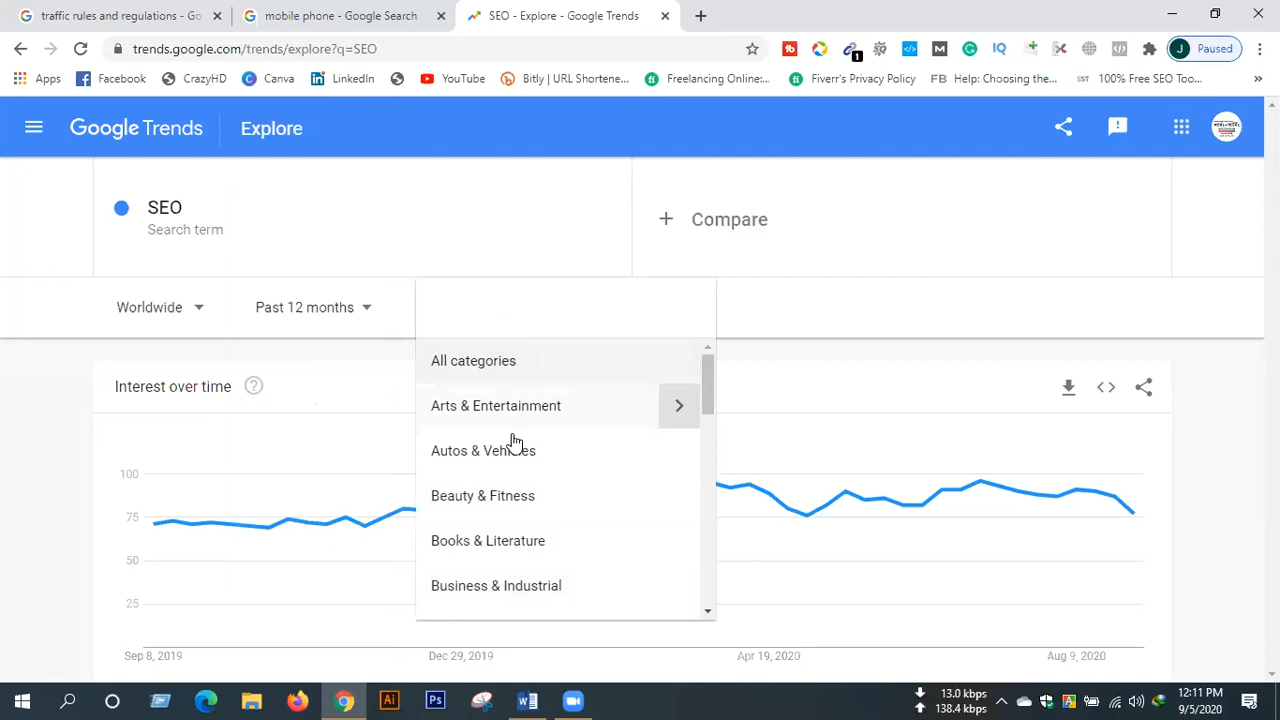 traffic rules and regulations - Go
mobile phone - Google Search
SEO - Explore - Google Trends
trends.google.com/trends/explore?q=SEO
1
M
IQ
J
Paused
Apps
Facebook
CrazyHD
Canva
LinkedIn
YouTube
Bitly | URL Shortene...
Freelancing Online:...
Fiverr's Privacy Policy
FB Help: Choosing the...
SST 100% Free SEO Too...
Google Trends
Explore
SEO
Search term
+ Compare
Worldwide
Past 12 months
All categories
Arts & Entertainment
Autos & Vehicles
Beauty & Fitness
Books & Literature
Business & Industrial
Interest over time
100
75
50
25
Sep 8, 2019
Dec 29, 2019
Apr 19, 2020
Aug 9, 2020
Ai
Ps
13.0 kbps
138.4 kbps
12:11 PM
9/5/2020